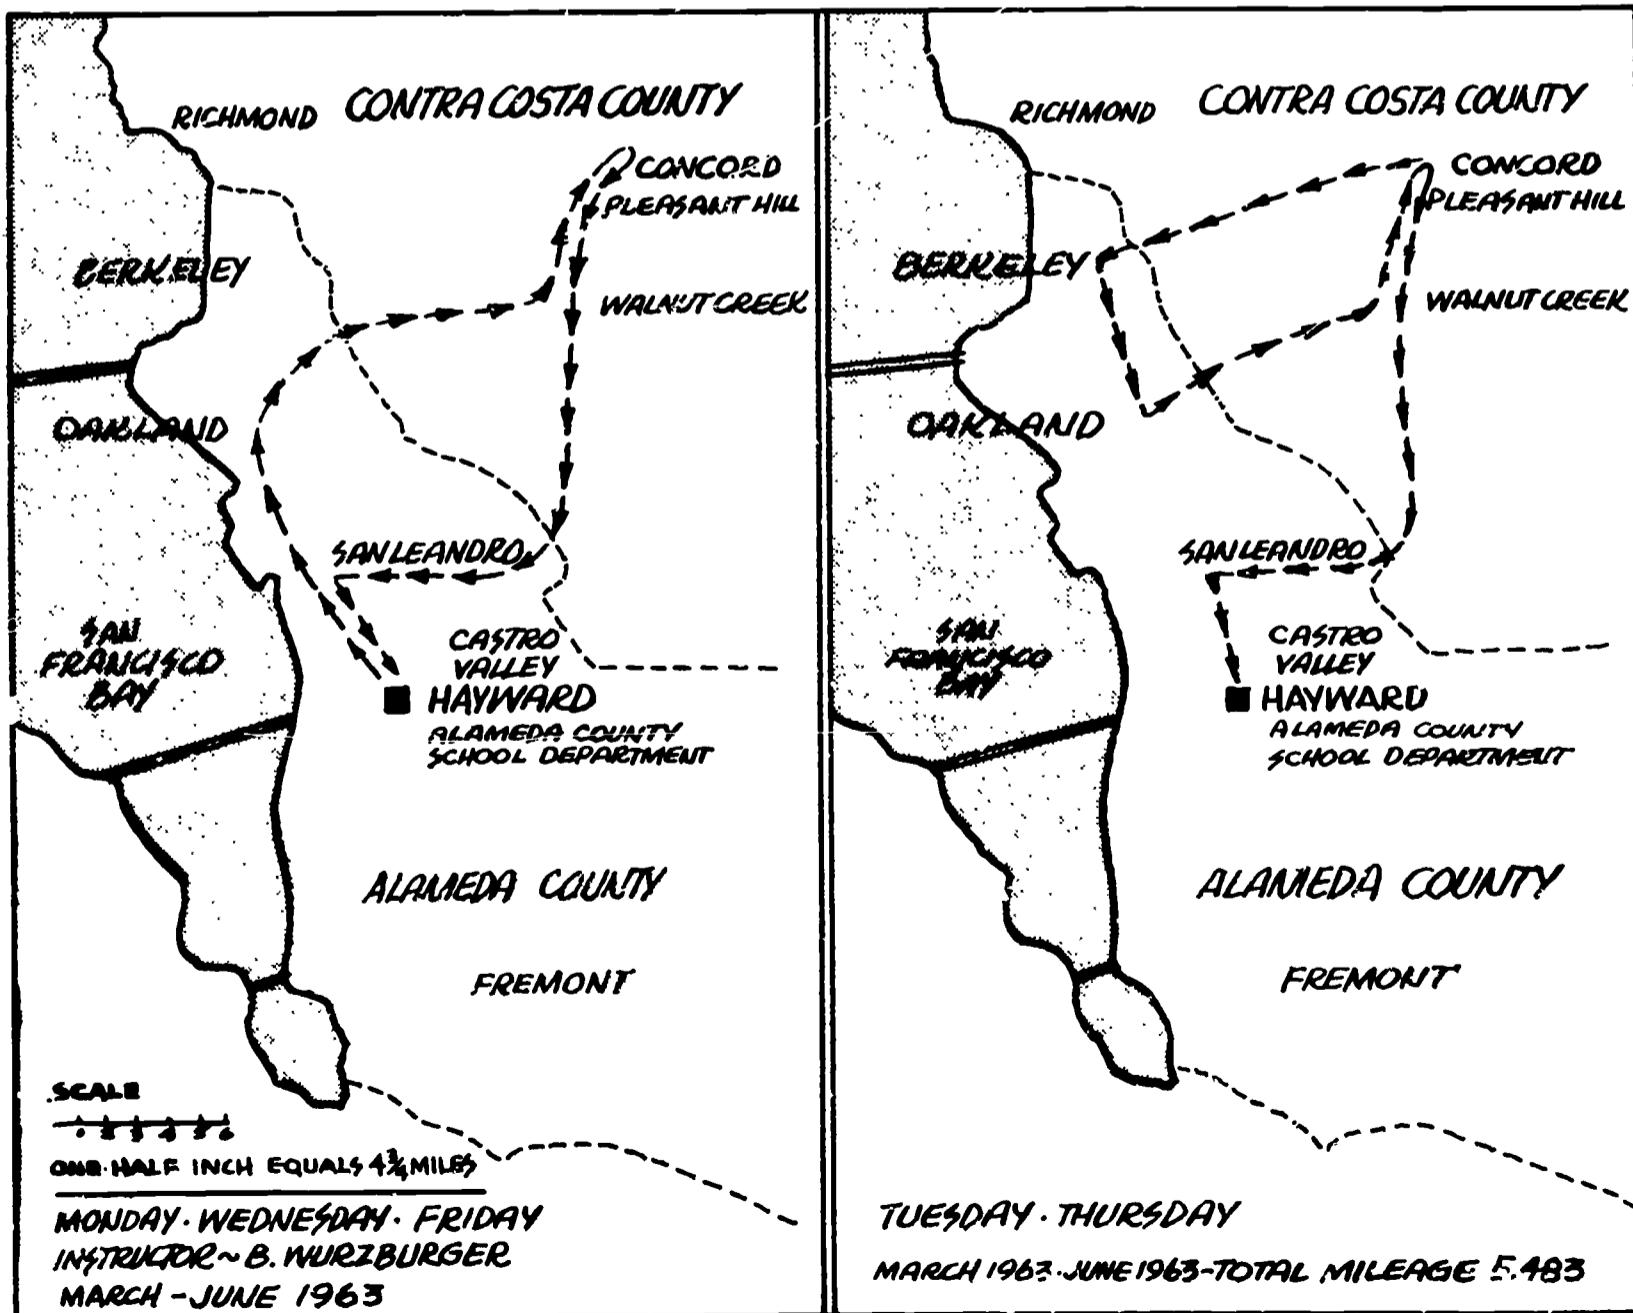 RICHMOND CONTRA COSTA COUNTY
CONCORD
PLEASANT HILL
BERKELEY
WALNUT CREEK
OAKLAND
SAN LEANDRO
SAN
FRANCISCO
BAY
CASTRO
VALLEY
HAYWARD
ALAMEDA COUNTY
SCHOOL DEPARTMENT
ALAMEDA COUNTY
FREMONT
SCALE
ONE-HALF INCH EQUALS 4¾ MILES
MONDAY · WEDNESDAY · FRIDAY
INSTRUCTOR ~ B. WURZBURGER
MARCH - JUNE 1963
RICHMOND CONTRA COSTA COUNTY
CONCORD
PLEASANT HILL
BERKELEY
WALNUT CREEK
OAKLAND
SAN LEANDRO
SAN
FRANCISCO
BAY
CASTRO
VALLEY
HAYWARD
ALAMEDA COUNTY
SCHOOL DEPARTMENT
ALAMEDA COUNTY
FREMONT
TUESDAY · THURSDAY
MARCH 1963 · JUNE 1963 - TOTAL MILEAGE 5,483